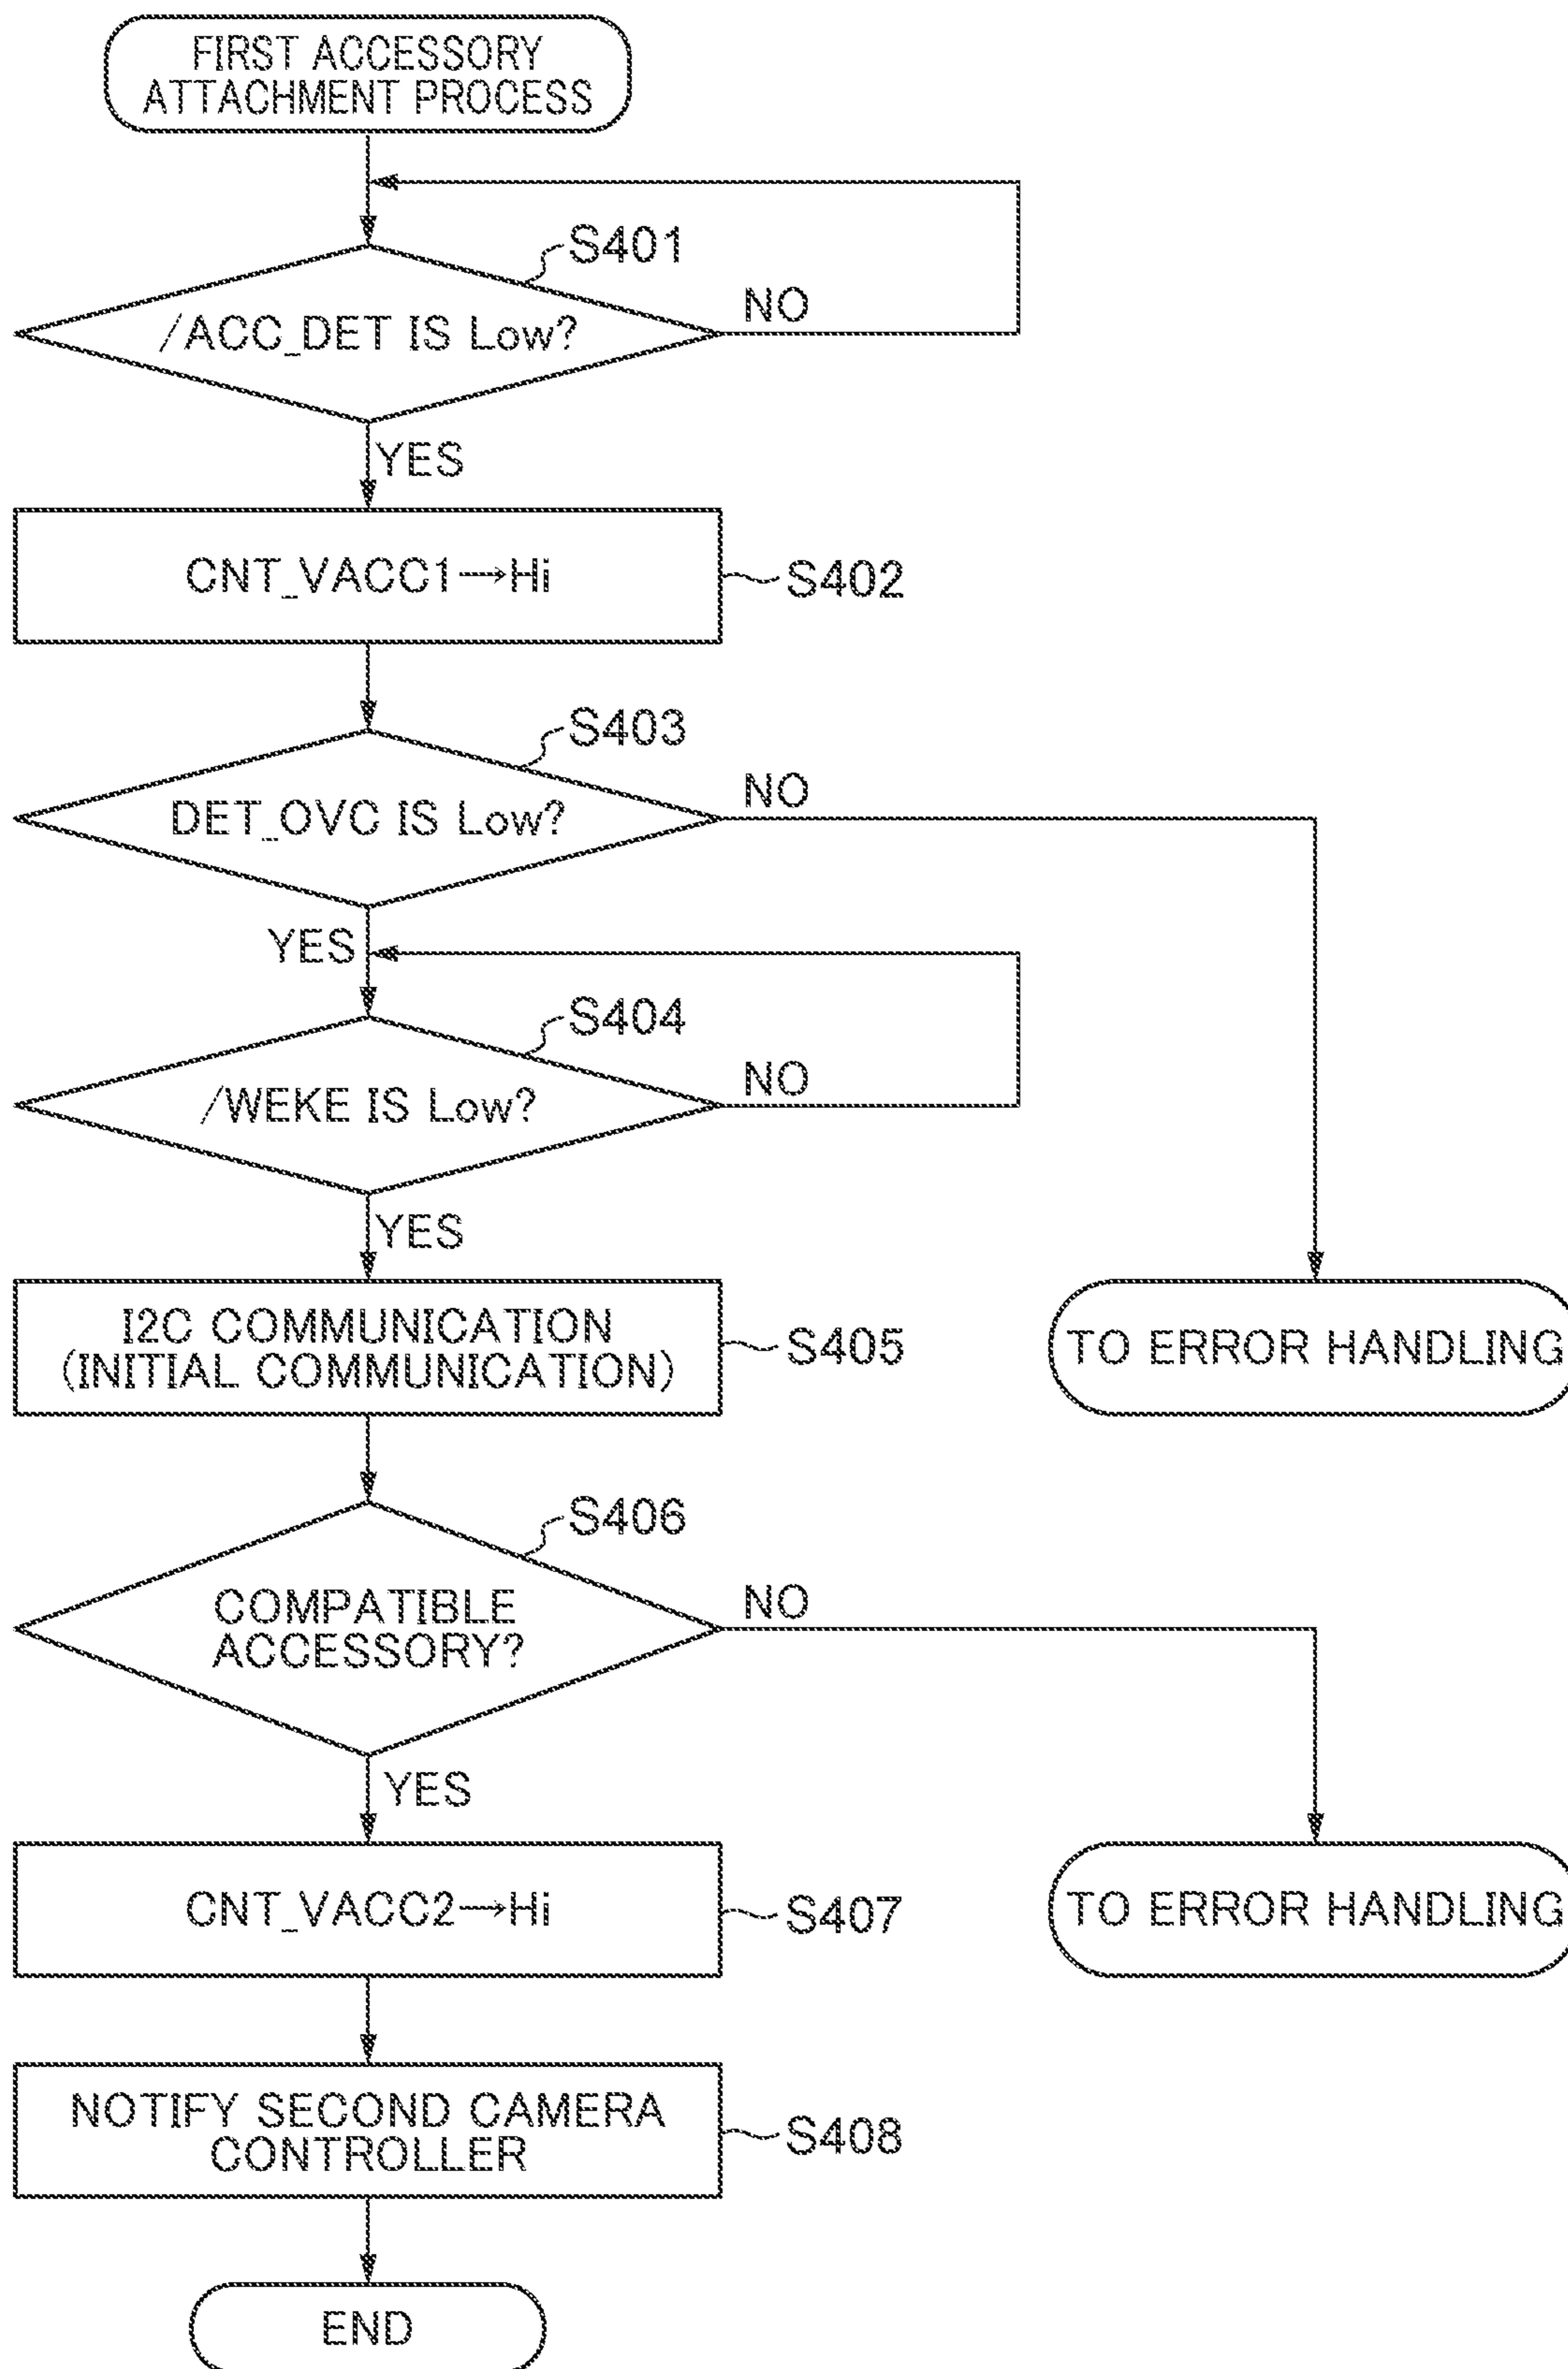 FIRST ACCESSORY
ATTACHMENT PROCESS
S401
/ACC_DET IS Low?
NO
YES
CNT_VACC1→Hi
S402
S403
DET_OVC IS Low?
NO
YES
S404
/WEKE IS Low?
NO
YES
I2C COMMUNICATION
(INITIAL COMMUNICATION)
S405
TO ERROR HANDLING
S406
COMPATIBLE
ACCESSORY?
NO
YES
CNT_VACC2→Hi
S407
TO ERROR HANDLING
NOTIFY SECOND CAMERA
CONTROLLER
S408
END